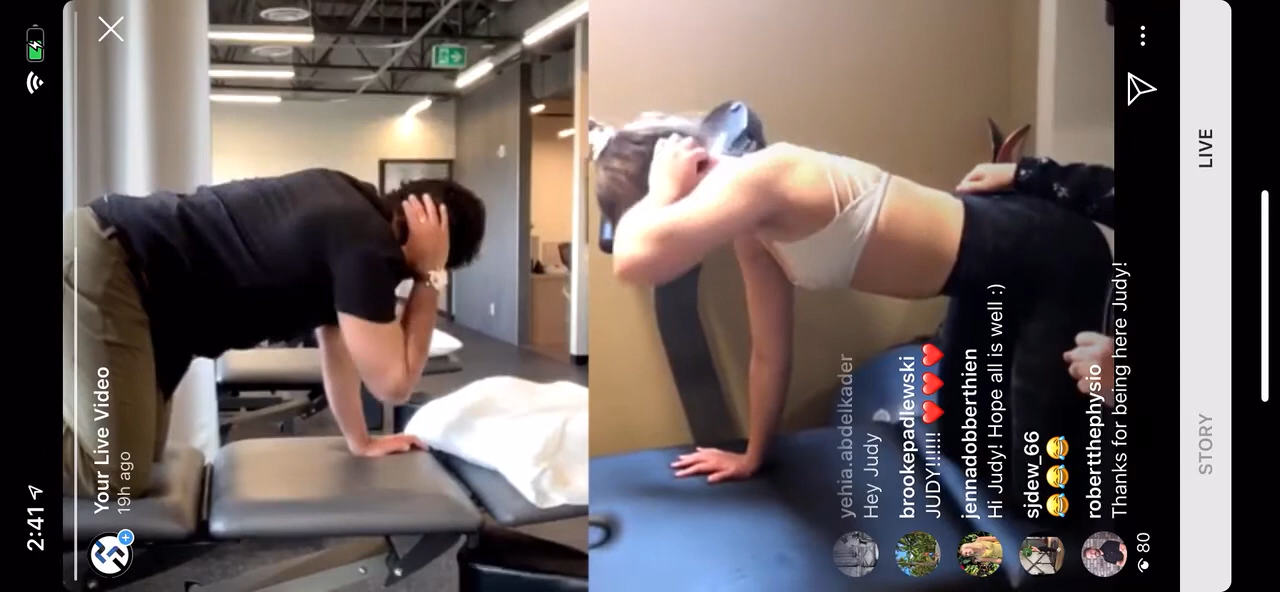 2:41
Your Live Video
19h ago
yehia.abdelkader
Hey Judy
brookepadlewski
JUDY!!!!!! ❤️❤️❤️❤️
jennadobberthien
Hi Judy! Hope all is well :)
sjdew_66
😂😂😂
robertthephysio
Thanks for being here Judy!
80
STORY
LIVE